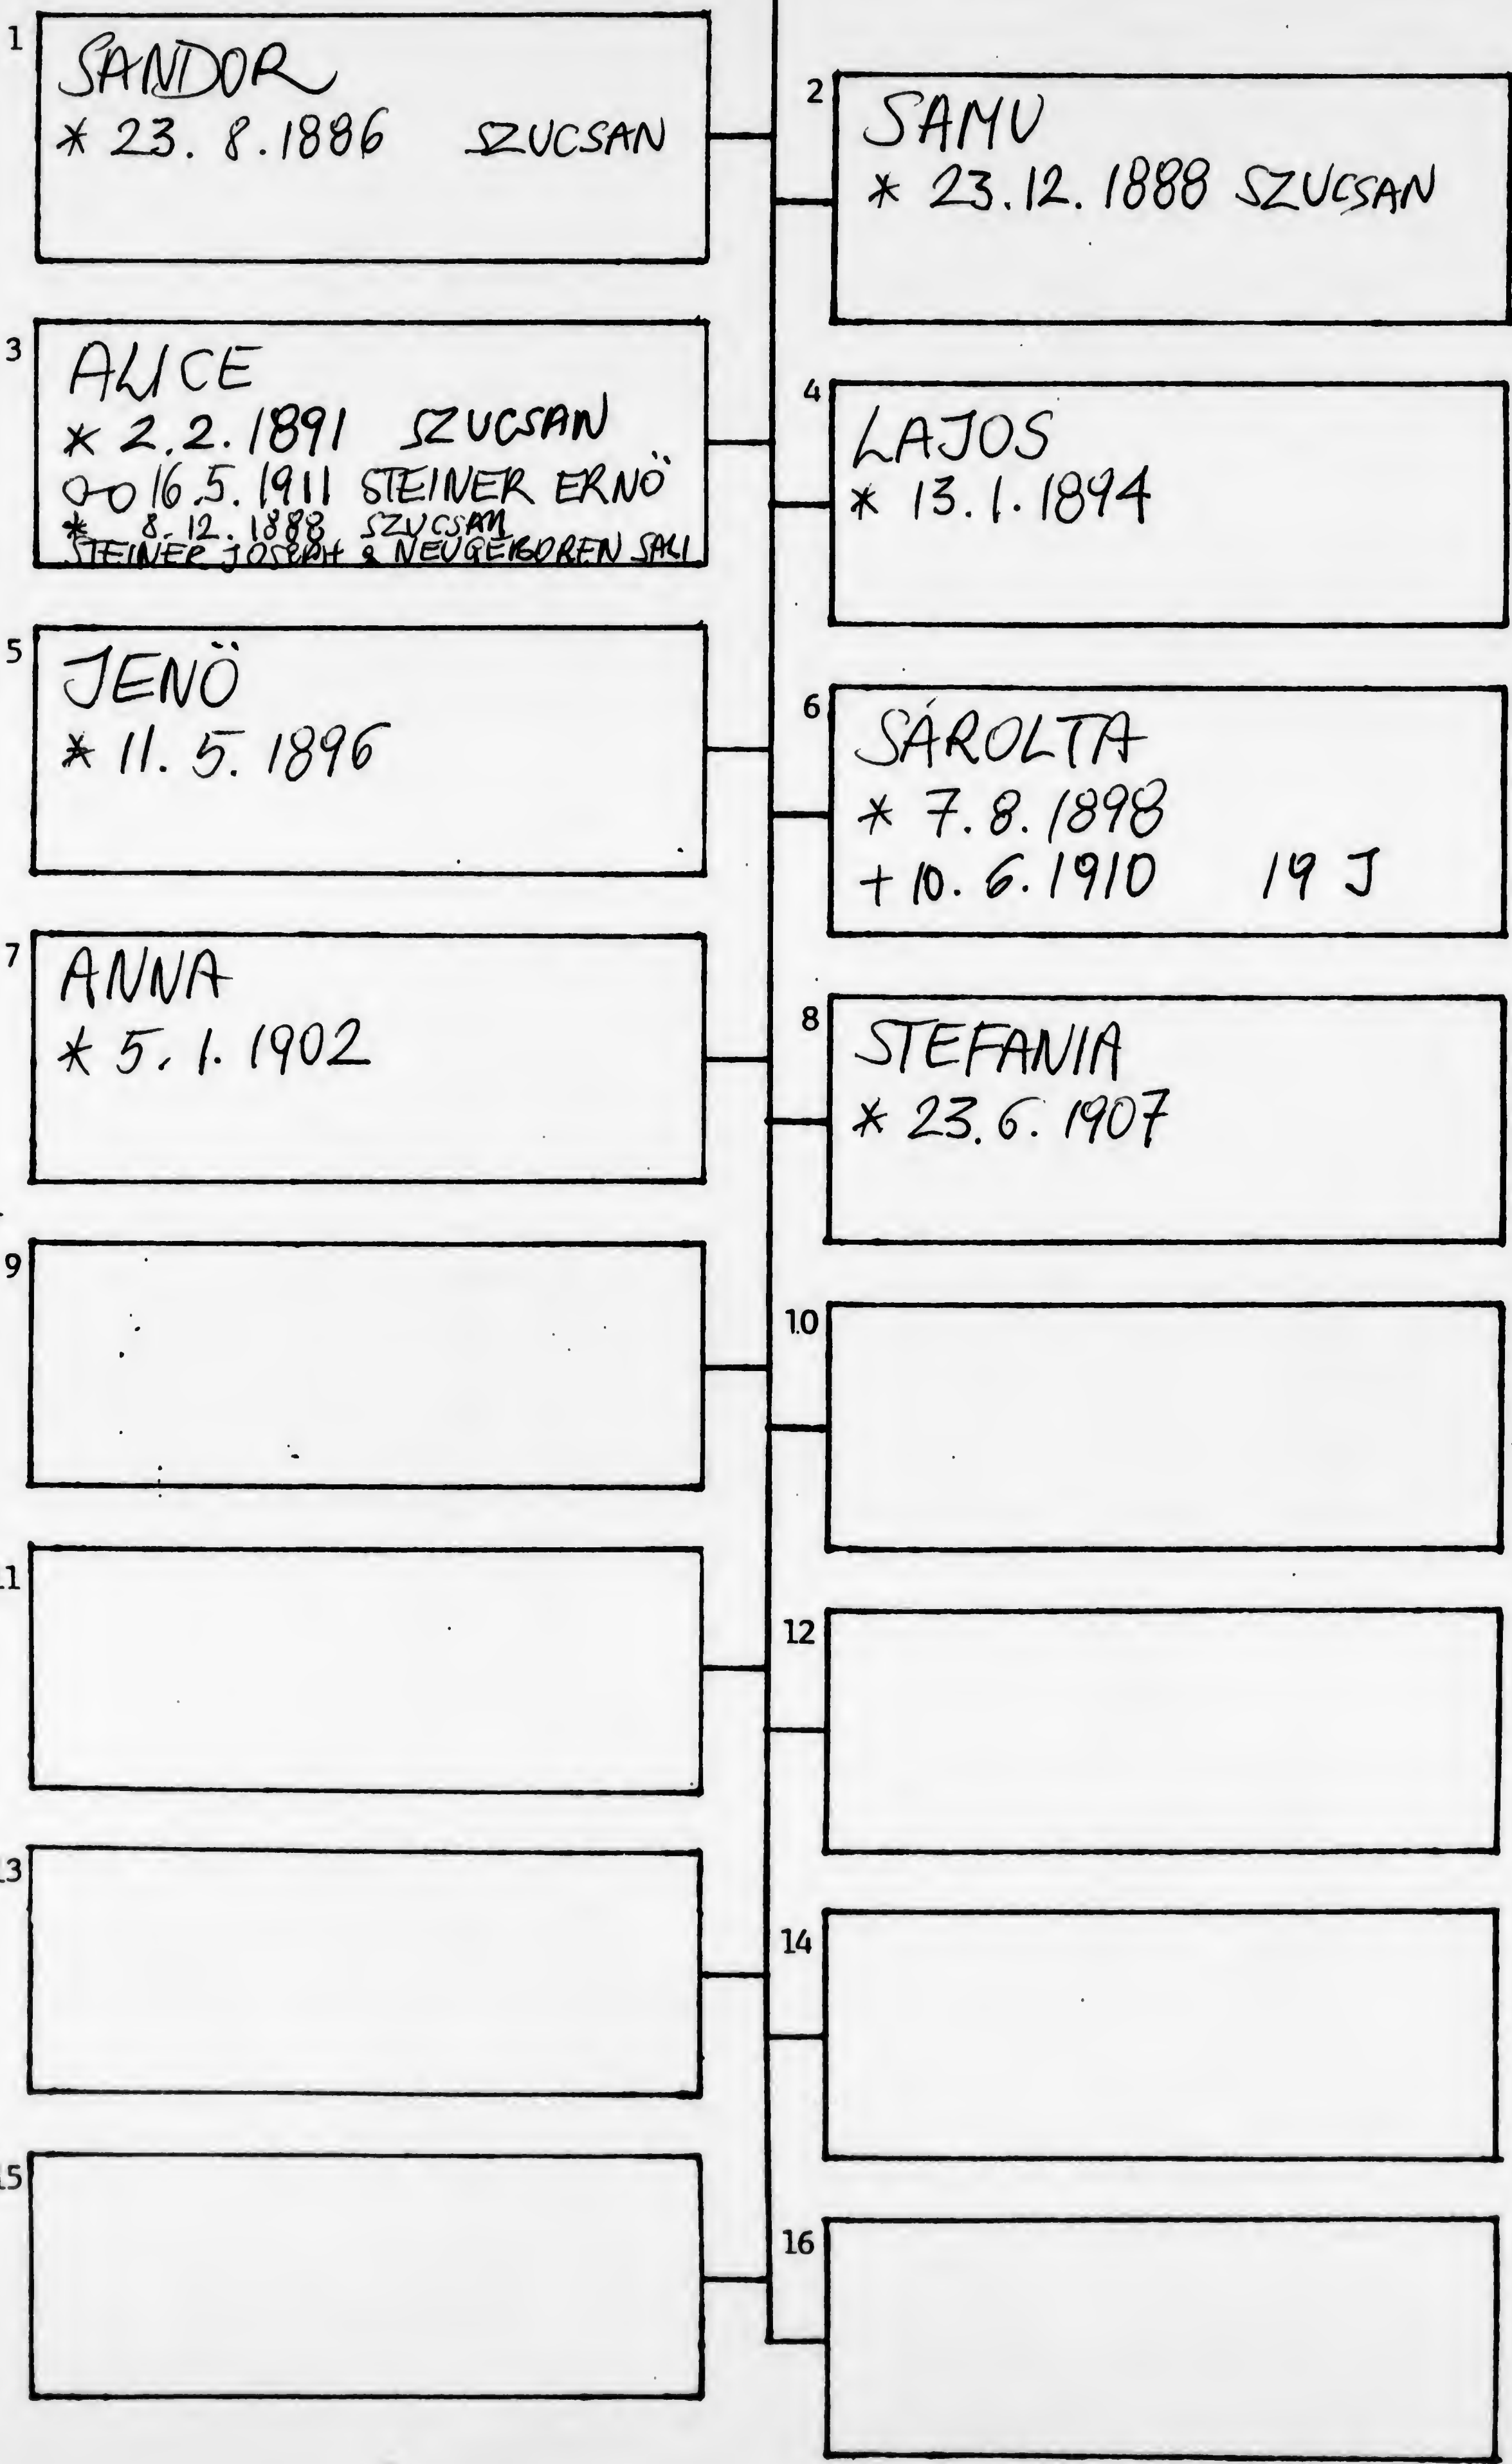 1
SANDOR
* 23. 8. 1886 SZUCSAN
2
SAMU
* 23. 12. 1888 SZUCSAN
3
ALICE
* 2. 2. 1891 SZUCSAN
O-O 16. 5. 1911 STEINER ERNÖ
* 8. 12. 1888 SZUCSAN
STEINER JOSEPH & NEUGEBOREN SALI
4
LAJOS
* 13. 1. 1894
5
JENÖ
* 11. 5. 1896
6
SÁROLTA
* 7. 8. 1898
+ 10. 6. 1910 19 J
7
ANNA
* 5. 1. 1902
8
STEFANIA
* 23. 6. 1907
9
10
11
12
13
14
15
16